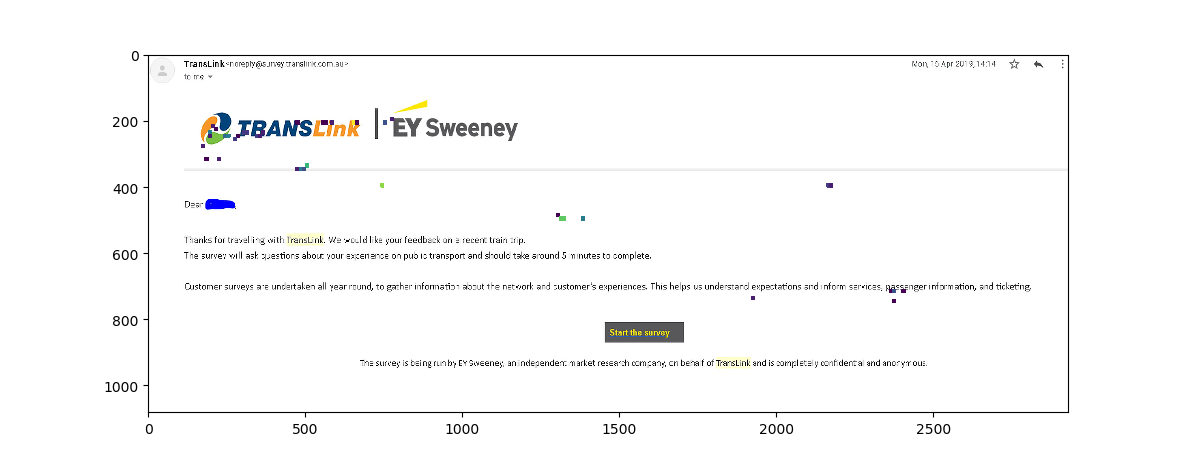 TransLink <noreply@survey.translink.com.au>
Mon, 15 Apr 2019, 14:14
to me
TRANSLink | EY Sweeney
Dear
Thanks for travelling with TransLink. We would like your feedback on a recent train trip.
The survey will ask questions about your experience on public transport and should take around 5 minutes to complete.
Customer surveys are undertaken all year round, to gather information about the network and customer's experiences. This helps us understand expectations and inform services, passenger information, and ticketing.
Start the survey
The survey is being run by EY Sweeney, an independent market research company, on behalf of TransLink and is completely confidential and anonymous.
0
200
400
600
800
1000
0 500 1000 1500 2000 2500